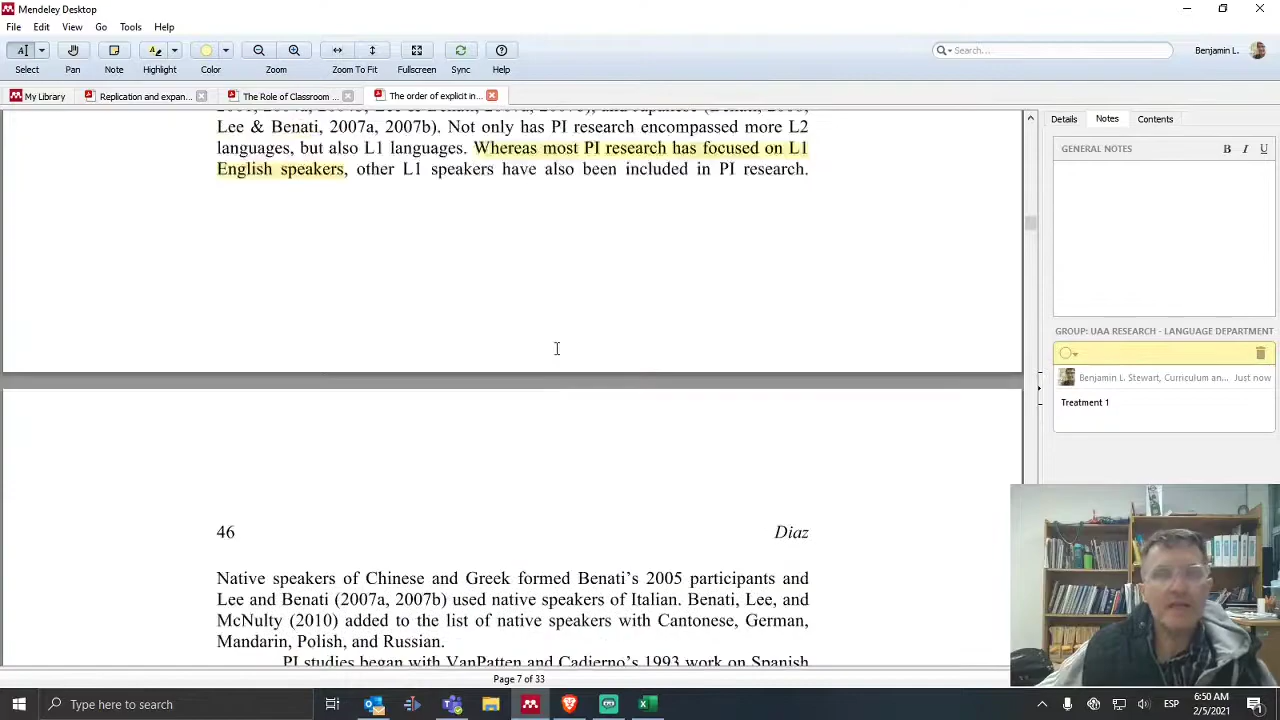 Mendeley Desktop
File Edit View Go Tools Help
Search...
Benjamin L.
Select Pan Note Highlight Color Zoom Zoom To Fit Fullscreen Sync Help
My Library
Replication and expan...
The Role of Classroom ...
The order of explicit in...
Details Notes Contents
Lee & Benati, 2007a, 2007b). Not only has PI research encompassed more L2
languages, but also L1 languages. Whereas most PI research has focused on L1
English speakers, other L1 speakers have also been included in PI research.
GENERAL NOTES B I U
GROUP: UAA RESEARCH - LANGUAGE DEPARTMENT
Benjamin L. Stewart, Curriculum an... Just now
Treatment 1
46 Diaz
Native speakers of Chinese and Greek formed Benati's 2005 participants and
Lee and Benati (2007a, 2007b) used native speakers of Italian. Benati, Lee, and
McNulty (2010) added to the list of native speakers with Cantonese, German,
Mandarin, Polish, and Russian.
PI studies began with VanPatten and Cadierno's 1993 work on Spanish
Page 7 of 33
Type here to search
ESP
6:50 AM
2/5/2021